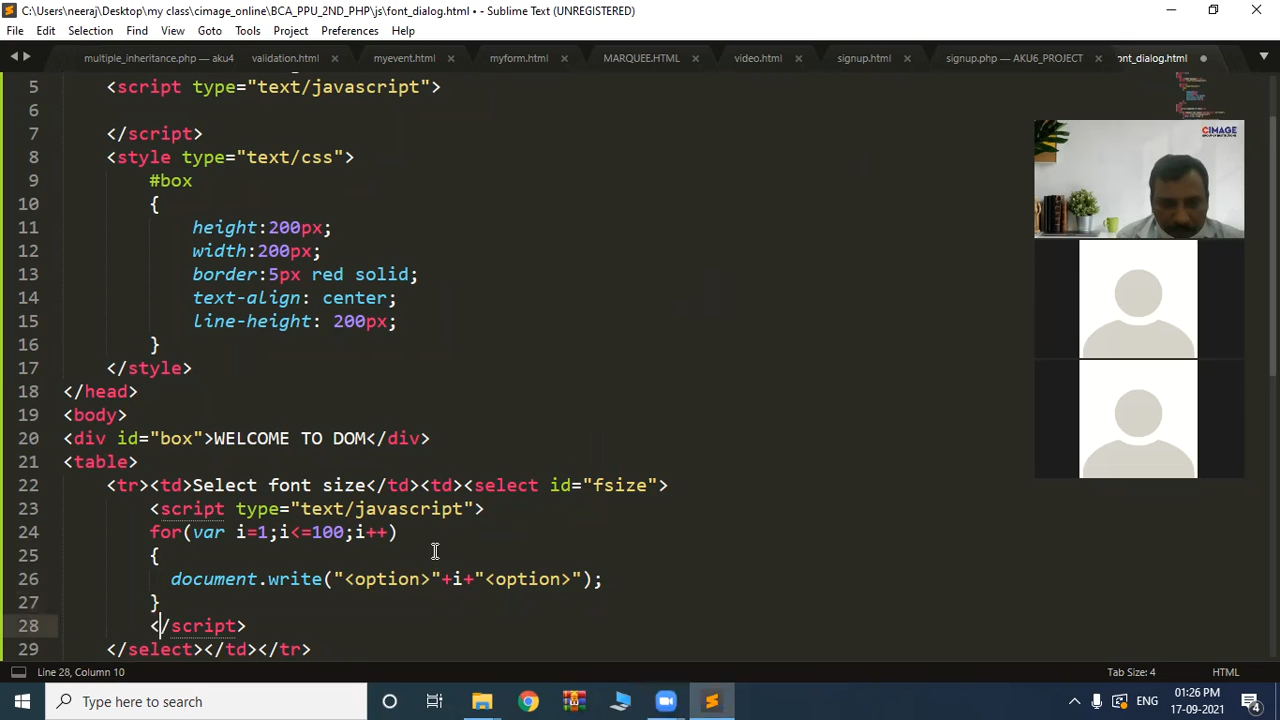 C:\Users\neeraj\Desktop\my class\cimage_online\BCA_PPU_2ND_PHP\js\font_dialog.html • - Sublime Text (UNREGISTERED)
File Edit Selection Find View Goto Tools Project Preferences Help
multiple_inheritance.php — aku4 validation.html myevent.html myform.html MARQUEE.HTML video.html signup.html signup.php — AKU6_PROJECT ont_dialog.html
5 <script type="text/javascript">
6
7 </script>
8 <style type="text/css">
9 #box
10 {
11 height:200px;
12 width:200px;
13 border:5px red solid;
14 text-align: center;
15 line-height: 200px;
16 }
17 </style>
18 </head>
19 <body>
20 <div id="box">WELCOME TO DOM</div>
21 <table>
22 <tr><td>Select font size</td><td><select id="fsize">
23 <script type="text/javascript">
24 for(var i=1;i<=100;i++)
25 {
26 document.write("<option>"+i+"<option>");
27 }
28 </script>
29 </select></td></tr>
CIMAGE
Line 28, Column 10 Tab Size: 4 HTML
Type here to search ENG 01:26 PM
17-09-2021 4